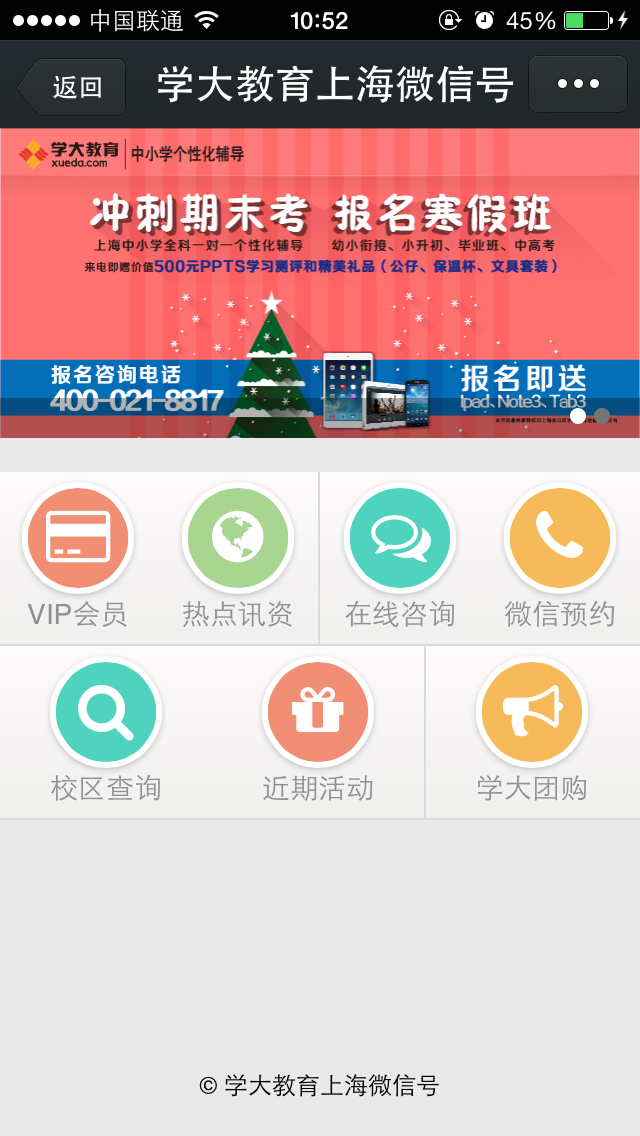 中国联通 10:52 45%
返回 学大教育上海微信号
学大教育 中小学个性化辅导
xueda.com
冲刺期末考 报名寒假班
上海中小学全科一对一个性化辅导 幼小衔接、小升初、毕业班、中高考
来电即赠价值500元PPTS学习测评和精美礼品（公仔、保温杯、文具套装）
报名咨询电话
400-021-8817
报名即送
Ipad、Note3、Tab3
VIP会员 热点讯资 在线咨询 微信预约
校区查询 近期活动 学大团购
© 学大教育上海微信号